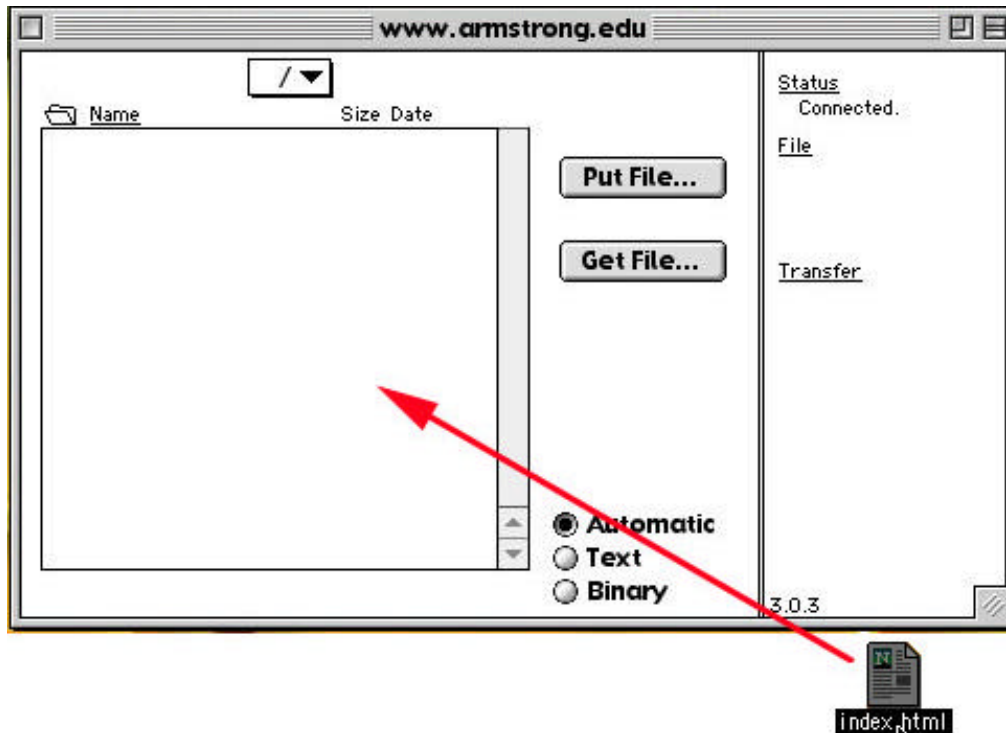 www.armstrong.edu
/
Name Size Date
Put File...
Get File...
Automatic
Text
Binary
Status
Connected.
File
Transfer
3.0.3
N
index.html